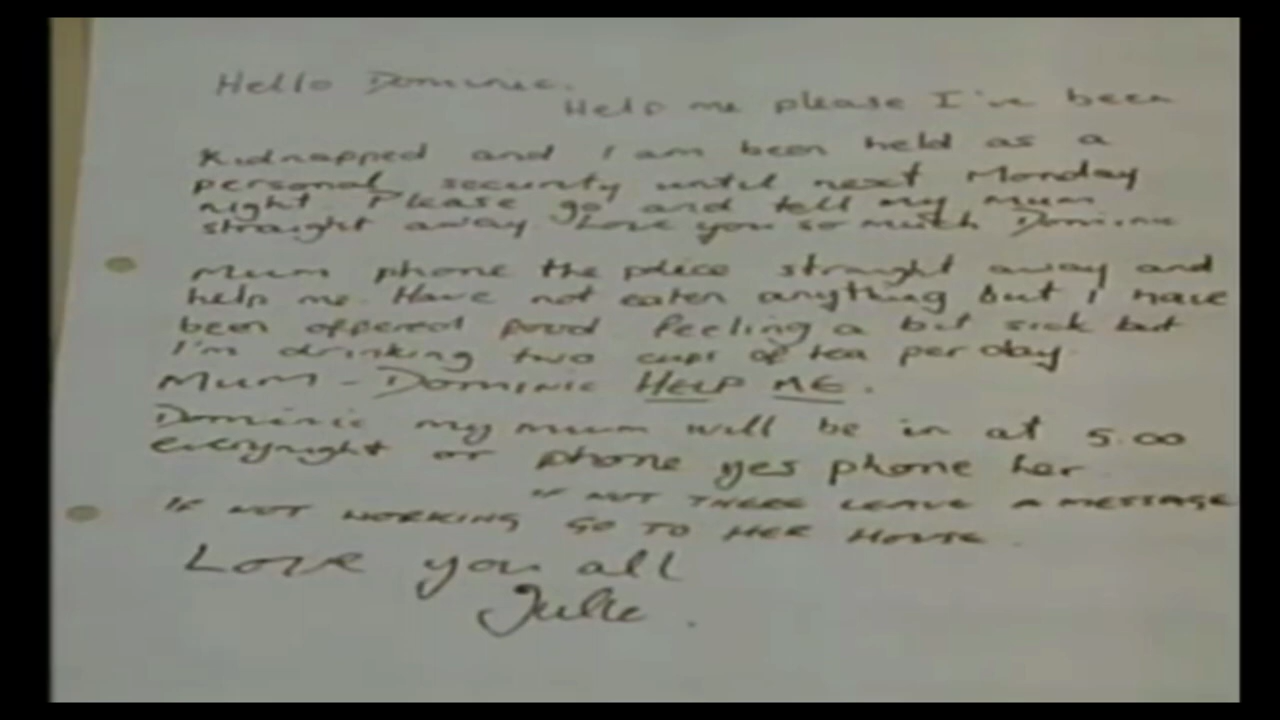 Hello Dominic.
Help me please I've been
Kidnapped and I am been held as a
personal security until next Monday
night. Please go and tell my mum
straight away. Love you so much Dominic
Mum phone the police straight away and
help me. Have not eaten anything but I have
been offered food feeling a bit sick but
I'm drinking two cups of tea per day.
Mum - Dominic HELP ME.
Dominic my mum will be in at 5.00
everynight or phone yes phone her
IF NOT THERE LEAVE A MESSAGE
IF NOT WORKING GO TO HER HOUSE.
Love you all
Julie.